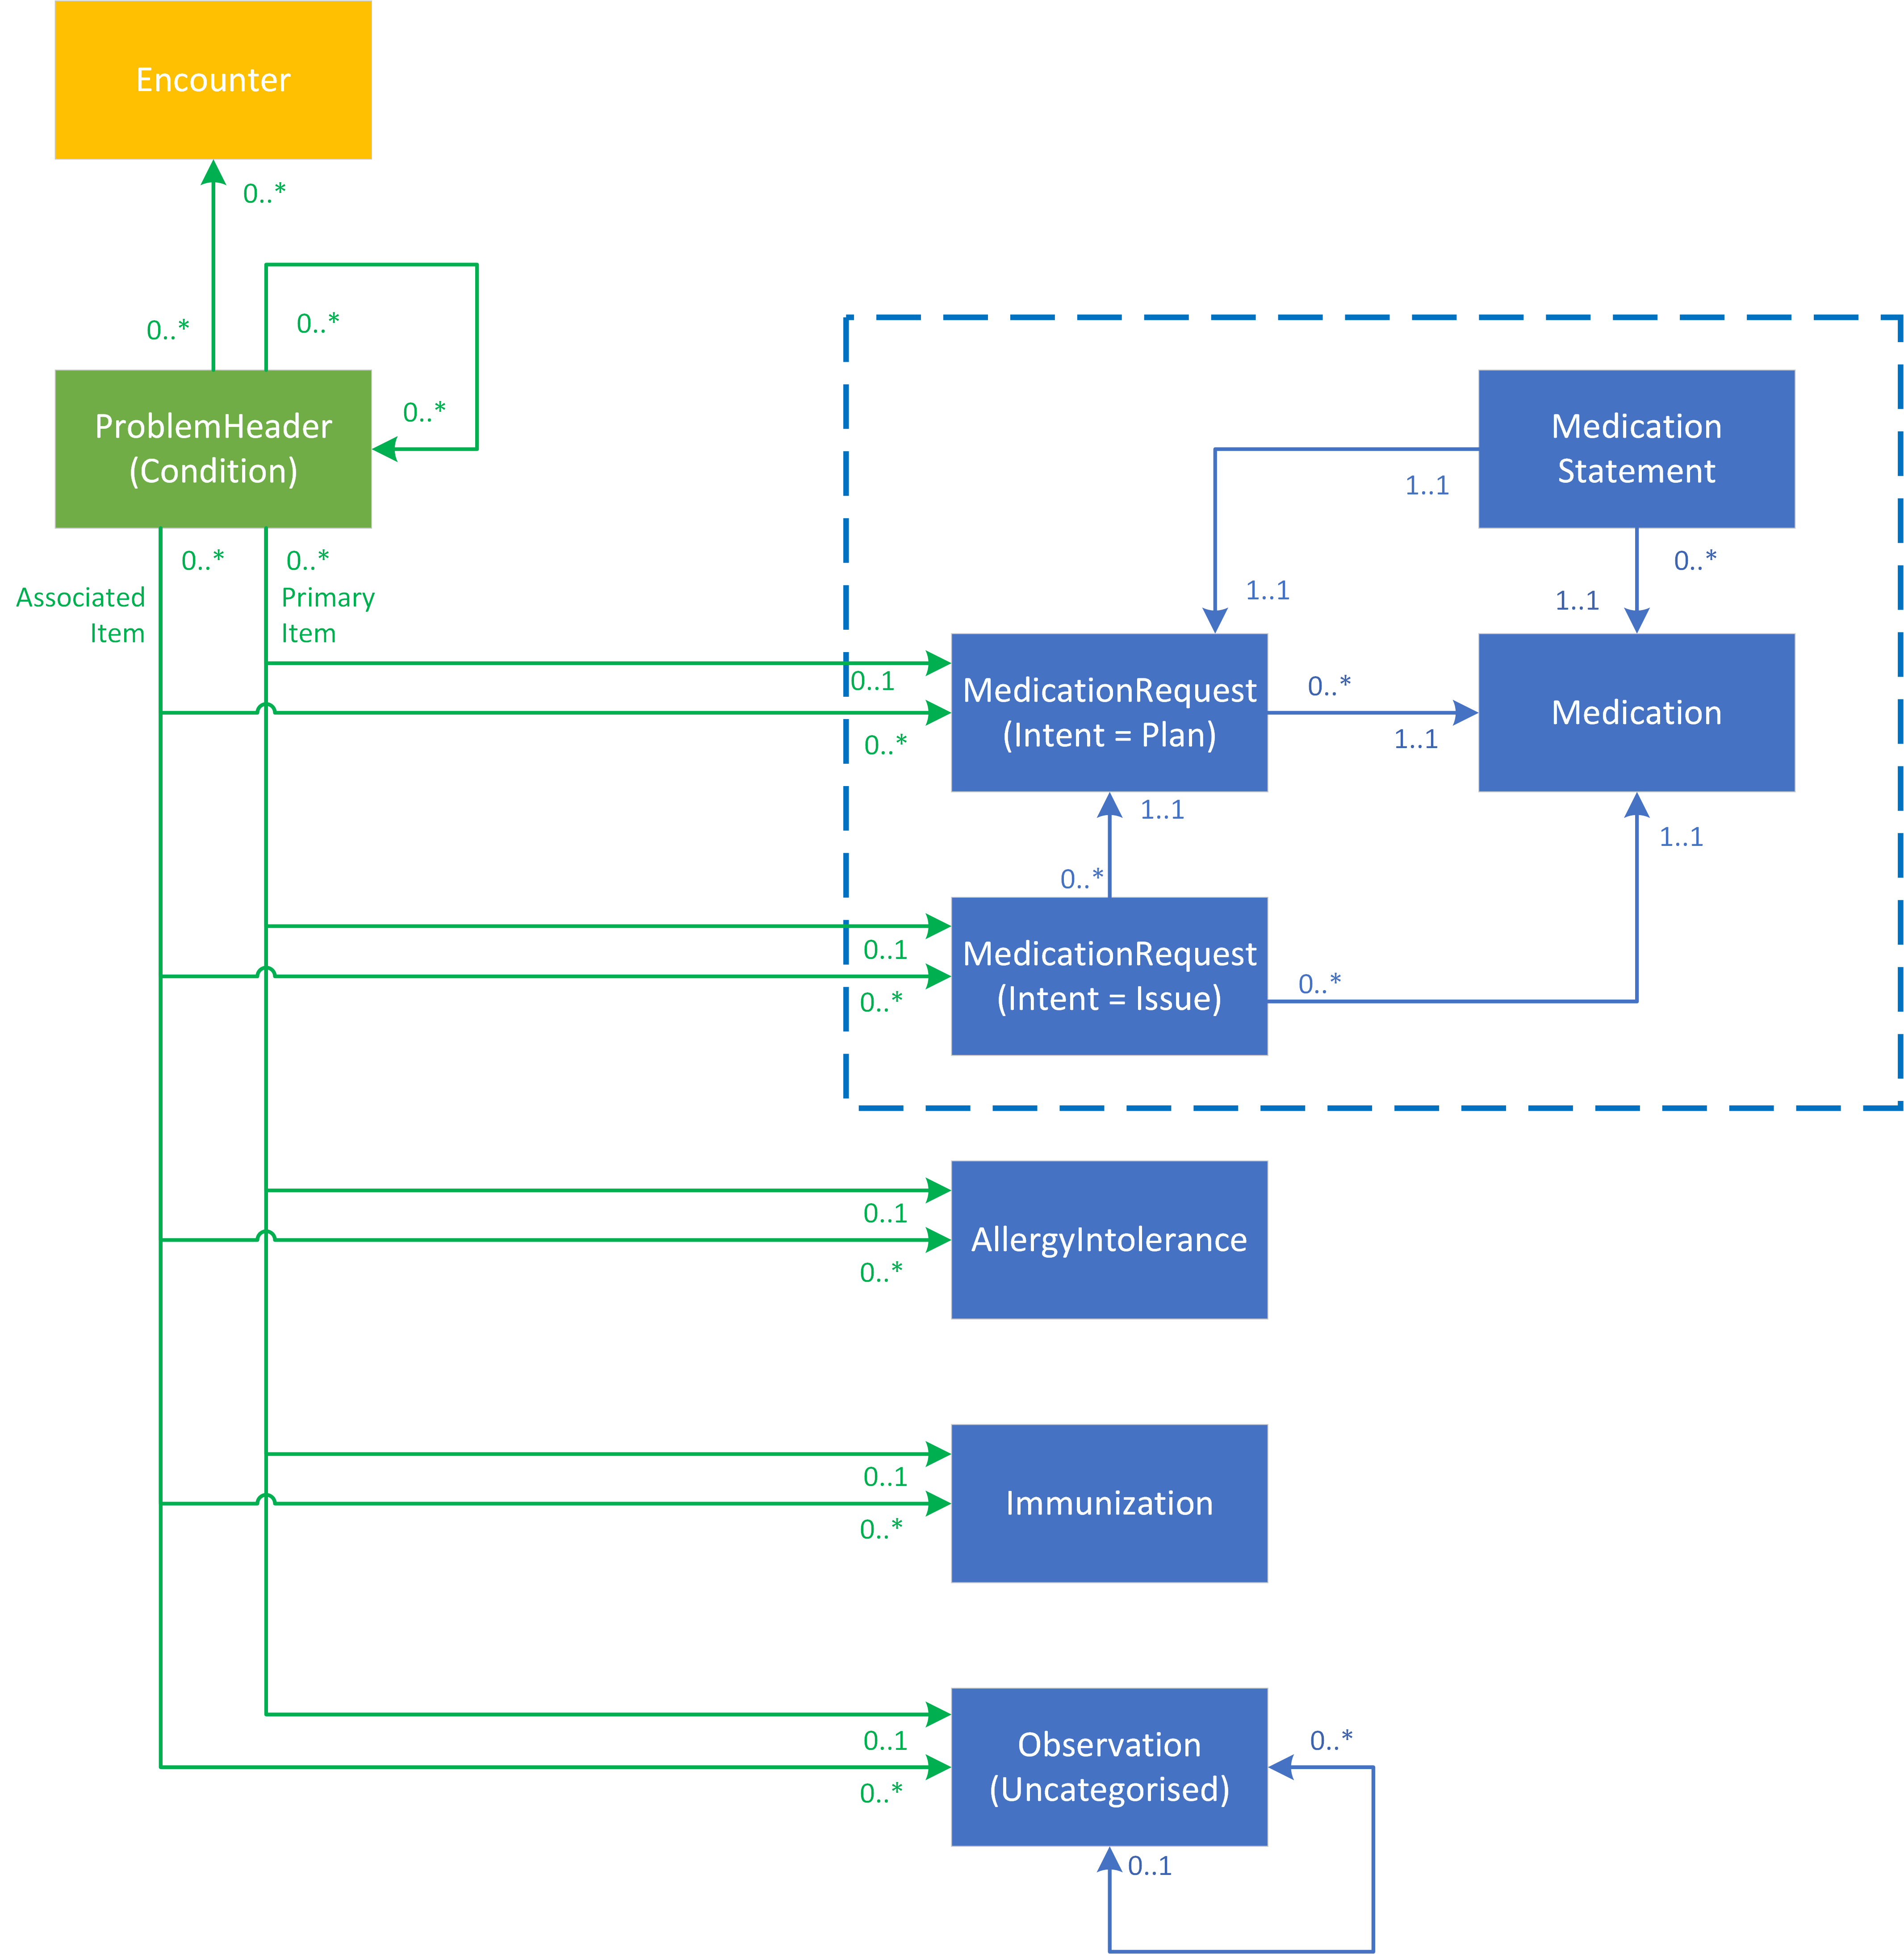 Encounter
0..*
0..*
0..*
0..*
ProblemHeader
(Condition)
0..*
0..*
Associated
Item
Primary
Item
Medication
Statement
1..1
1..1
0..*
1..1
0..1
0..*
MedicationRequest
(Intent = Plan)
0..*
1..1
Medication
1..1
0..*
1..1
0..1
0..*
MedicationRequest
(Intent = Issue)
0..*
0..1
0..*
AllergyIntolerance
0..1
0..*
Immunization
0..1
0..*
Observation
(Uncategorised)
0..*
0..1